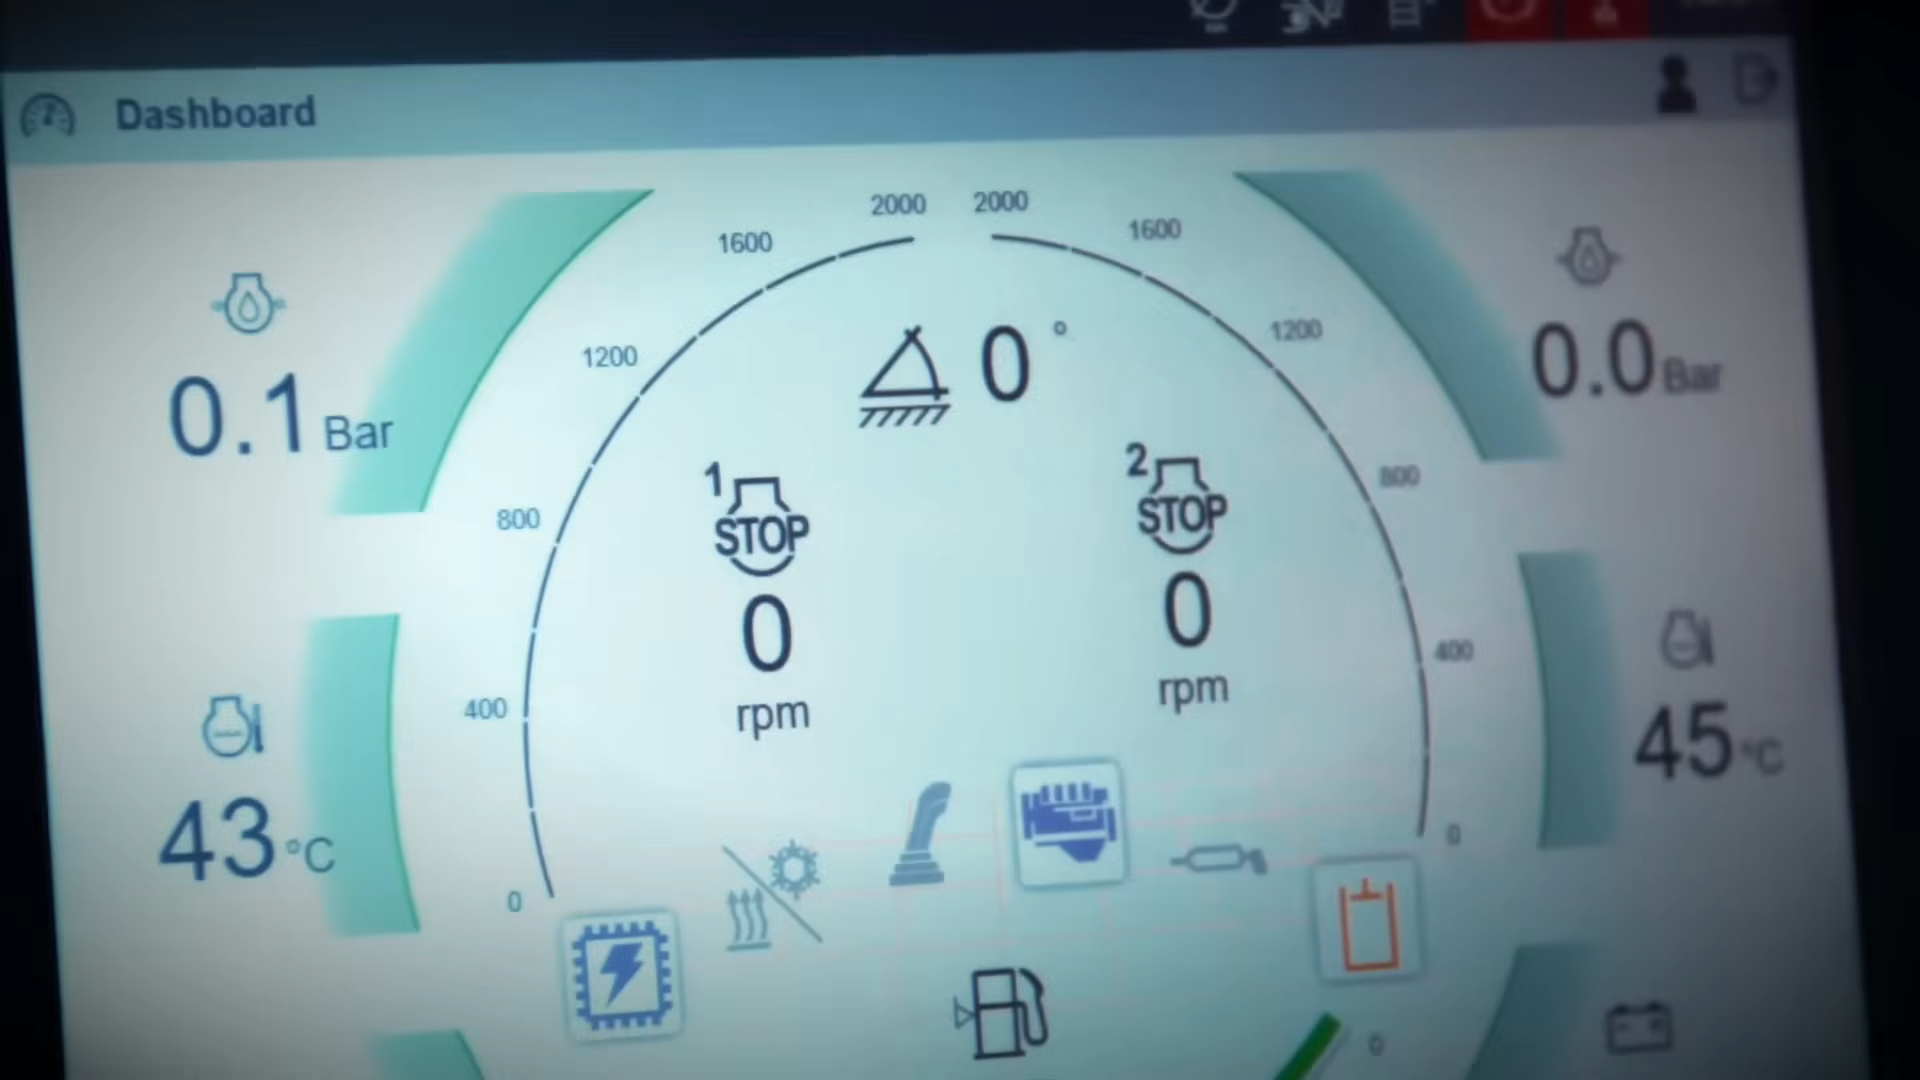 Dashboard
2000 2000
1600 1600
1200 1200
0 °
0.1 Bar
0.0 Bar
1 STOP
2 STOP
800 800
0 0
rpm rpm
400 400
43 °C
45 °C
0 0
0